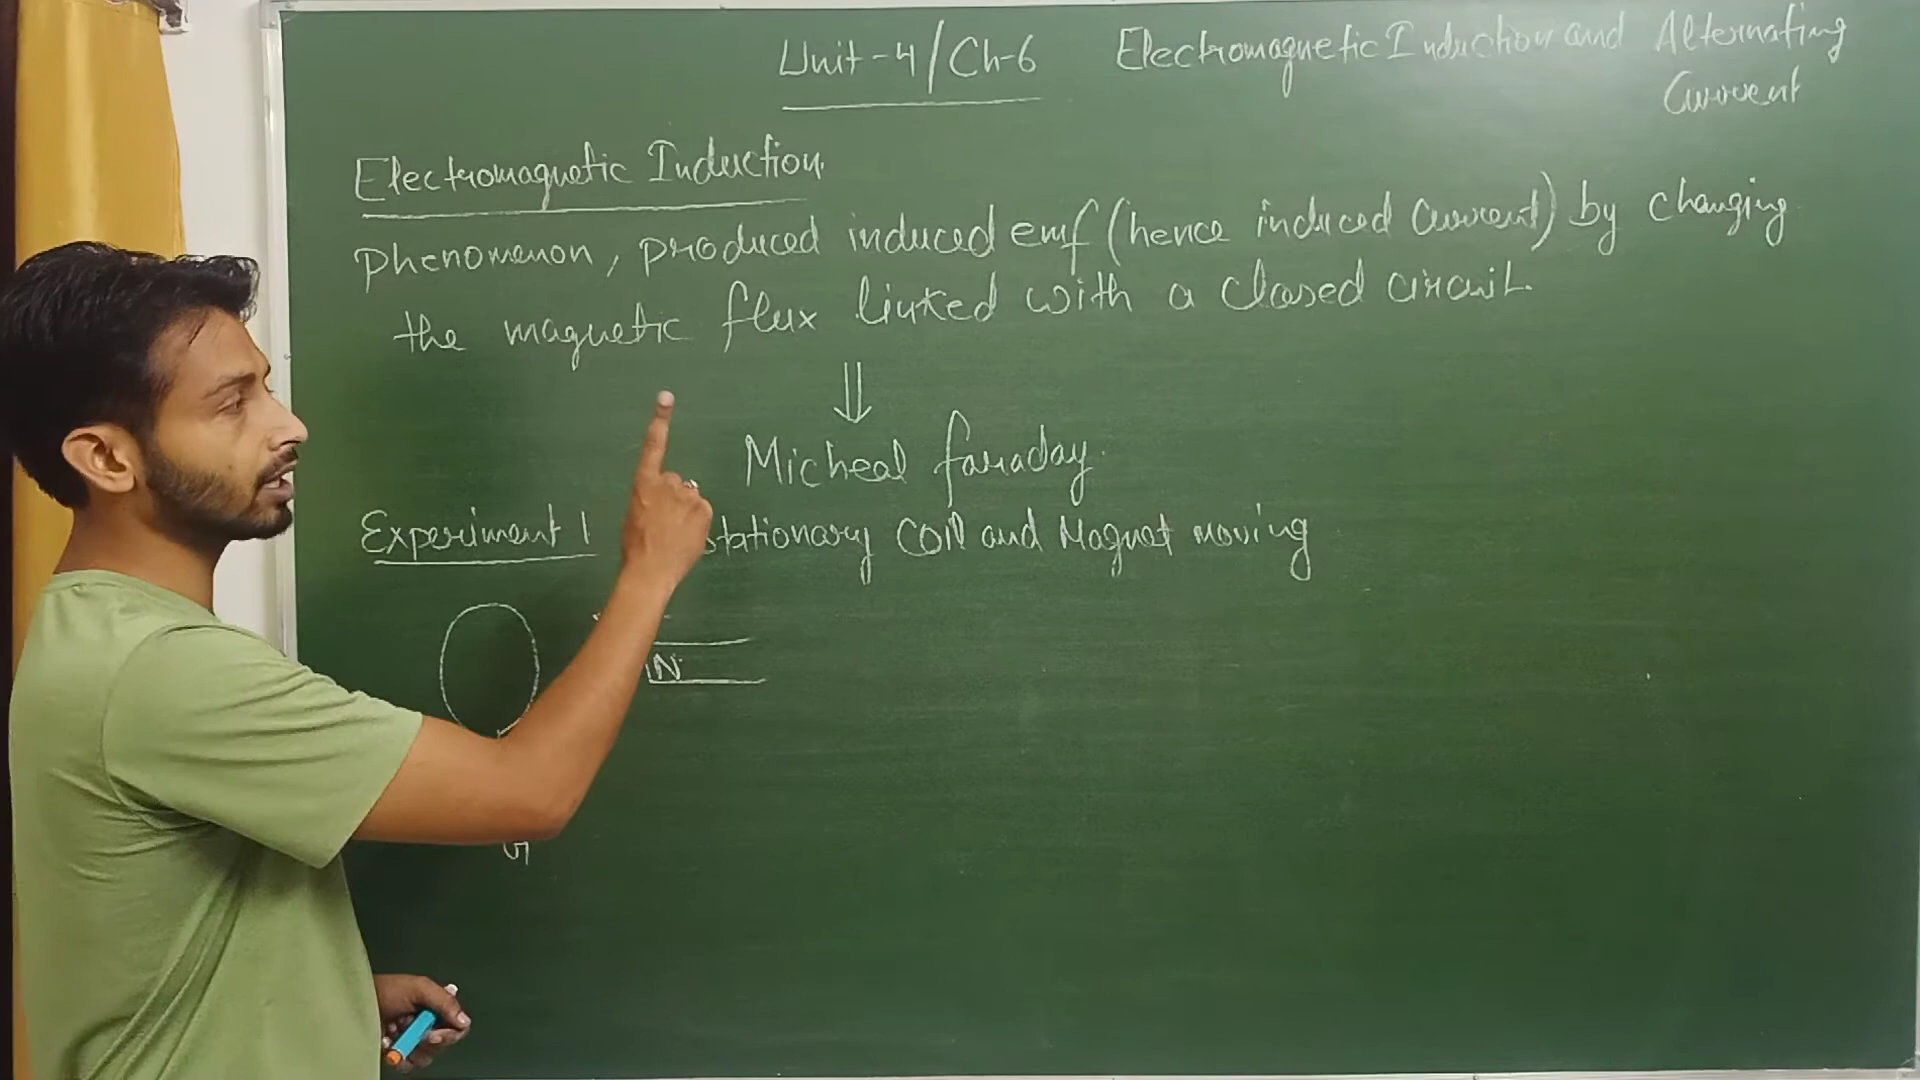 Unit-4/Ch-6 Electromagnetic Induction and Alternating
Current
Electromagnetic Induction
Phenomenon, produced induced emf (hence induced current) by changing
the magnetic flux linked with a closed circuit.
⇓
Micheal faraday.
Experiment 1 stationary coil and Magnet moving
N
G